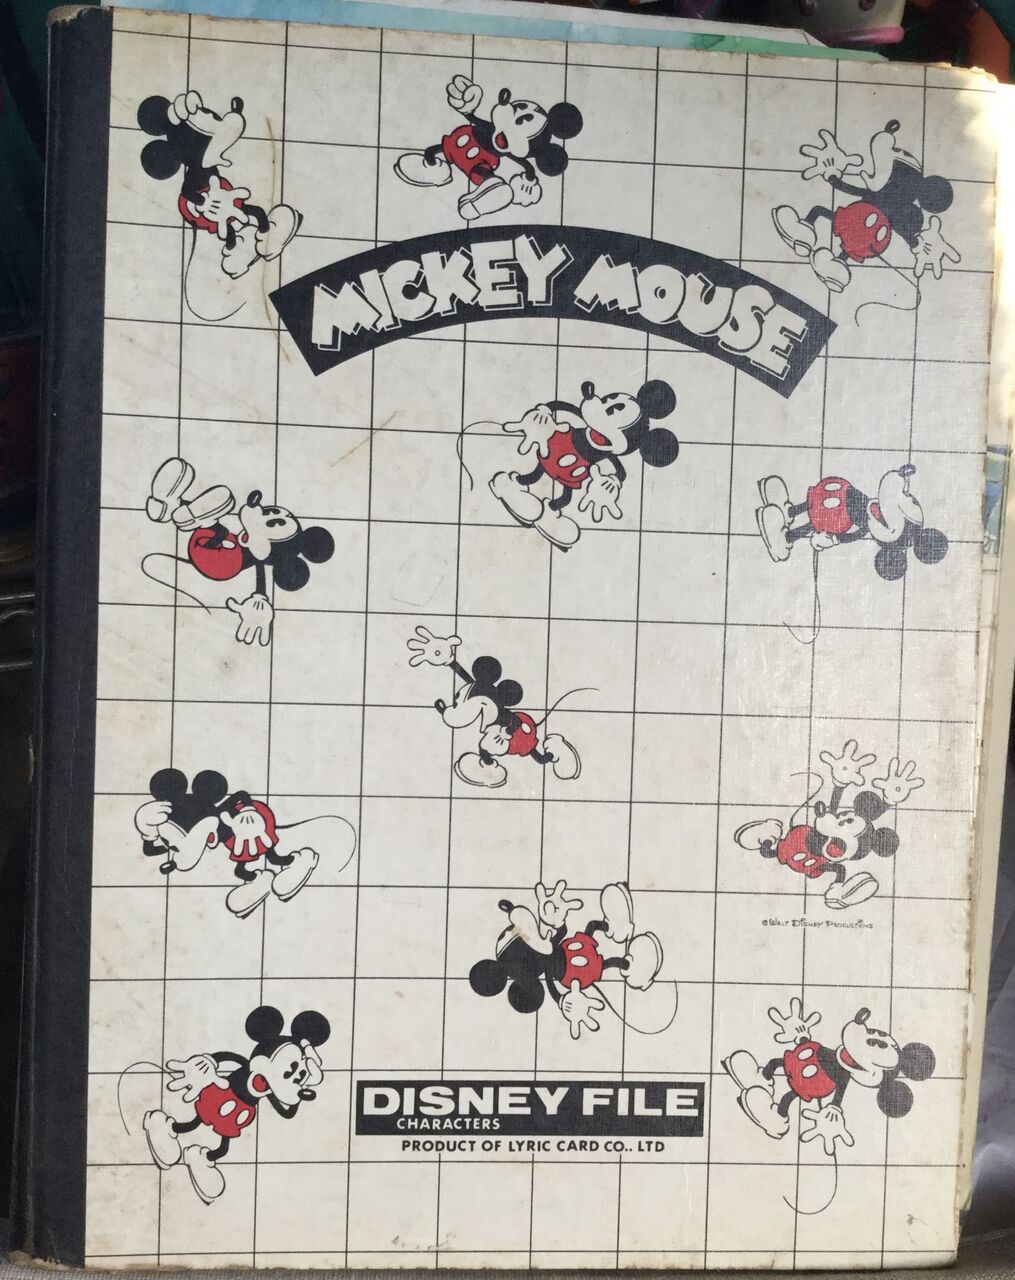 MICKEY MOUSE
© WALT DISNEY PRODUCTIONS
DISNEY FILE
CHARACTERS
PRODUCT OF LYRIC CARD CO.. LTD